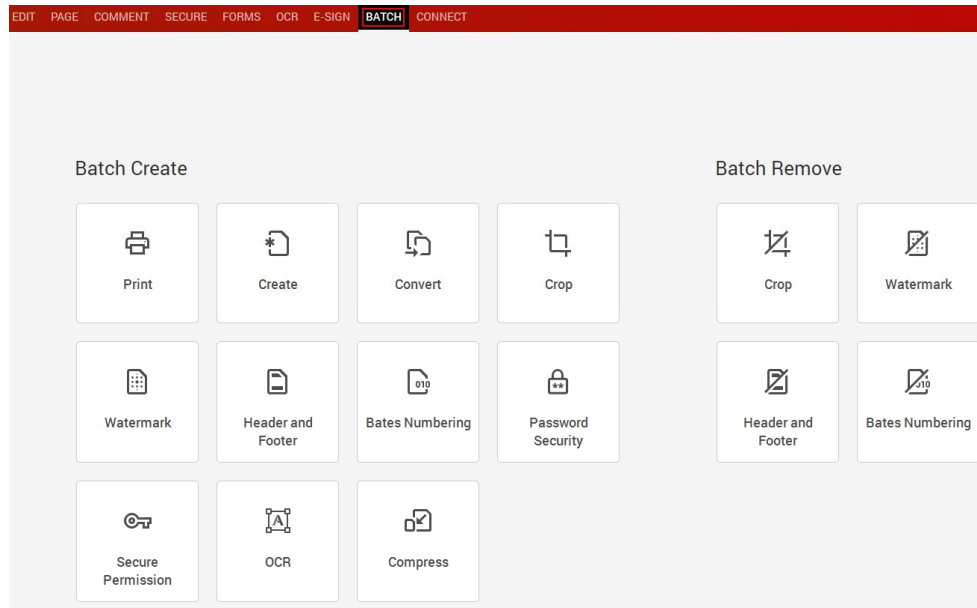 EDIT PAGE COMMENT SECURE FORMS OCR E-SIGN BATCH CONNECT
Batch Create
Print Create Convert Crop
Watermark Header and Footer Bates Numbering Password Security
Secure Permission OCR Compress
Batch Remove
Crop Watermark
Header and Footer Bates Numbering